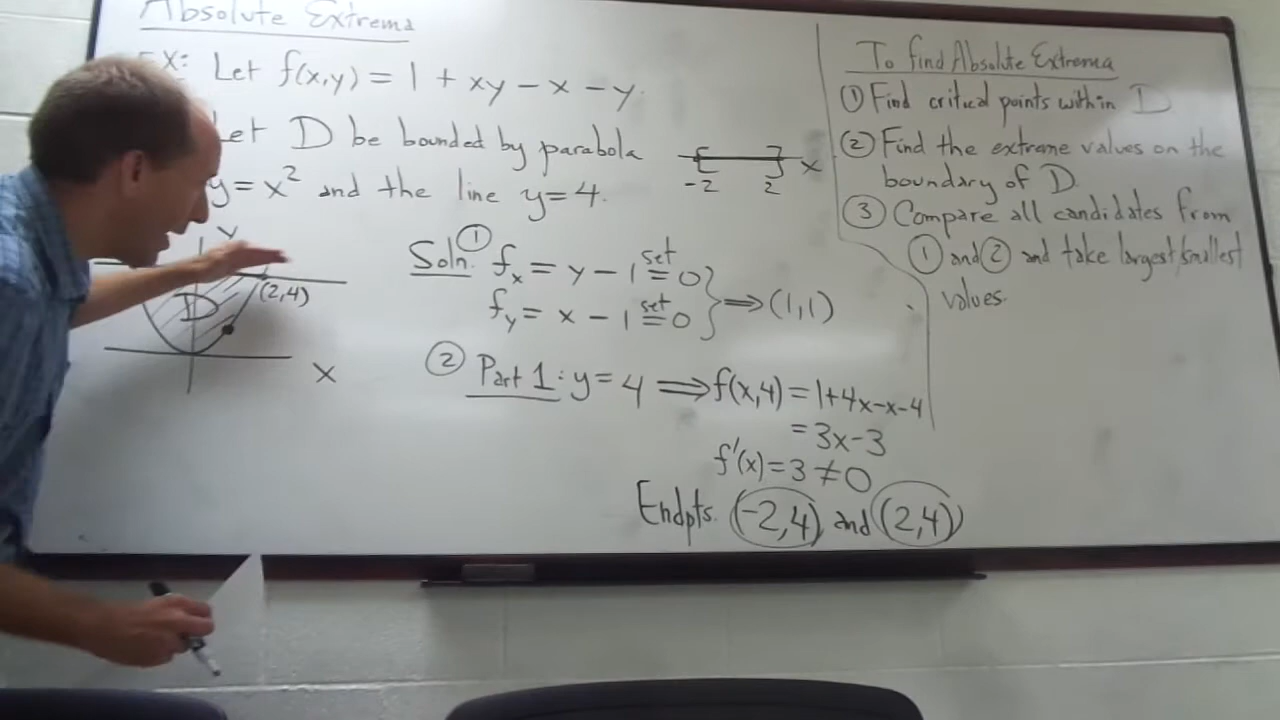 Absolute Extrema
EX: Let f(x,y) = 1 + xy - x - y.
Let D be bounded by parabola
y = x² and the line y = 4.
[ ] x
-2 2
y
D (2,4)
x
Soln. ① fx = y - 1 set= 0
fy = x - 1 set= 0 } ⟹ (1,1)
② Part 1: y = 4 ⟹ f(x,4) = 1+4x-x-4
= 3x-3
f'(x) = 3 ≠ 0
Endpts. (-2,4) and (2,4)
To find Absolute Extrema
① Find critical points within D
② Find the extreme values on the
boundary of D
③ Compare all candidates from
① and ② and take largest/smallest
values.